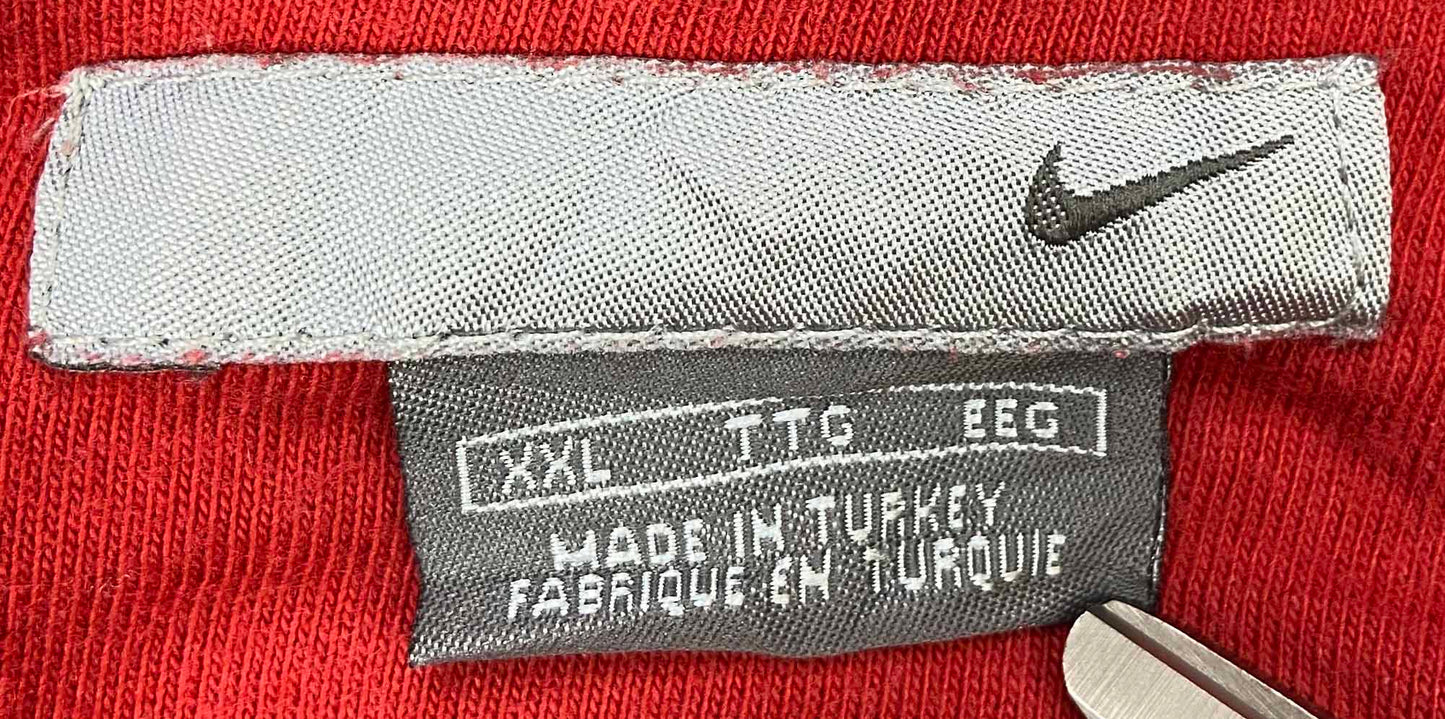 XXL TTG EEG
MADE IN TURKEY
FABRIQUE EN TURQUIE